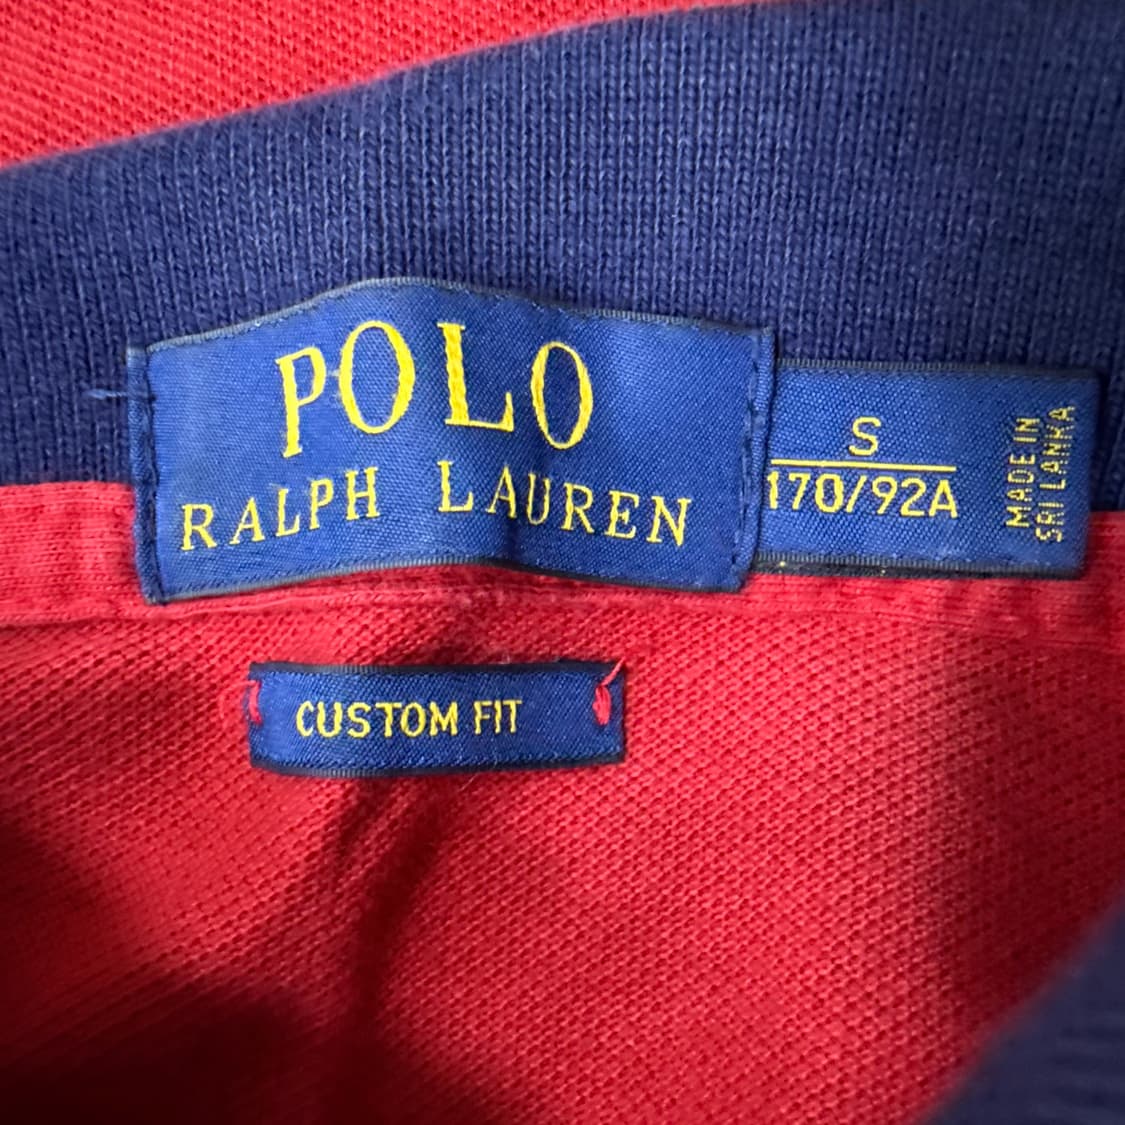 POLO
RALPH LAUREN
S
170/92A
MADE IN
SRI LANKA
CUSTOM FIT